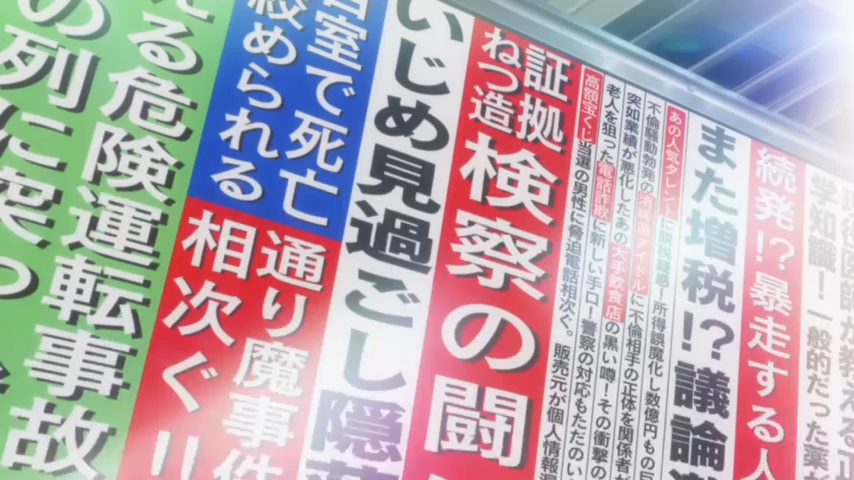 学知識!一般的だった薬が
続発!?暴走する人
また増税!?議論
あの人気タレントに脱税疑惑!所得誤魔化し数億円もの巨
不倫騒動勃発の清純派アイドルに不倫相手の正体を関係者が
突如業績が悪化したあの大手飲食店の黒い噂!その衝撃の
老人を狙った電話詐欺に新しい手口!警察の対応もただのい
高額宝くじ当選の男性に脅迫電話相次ぐ。販売元が個人情報漏
証拠
ねつ造
検察の闇
いじめ見過ごし隠蔽
室で死亡
絞められる
通り魔事件
相次ぐリ
る危険運転事故
の列に突っ